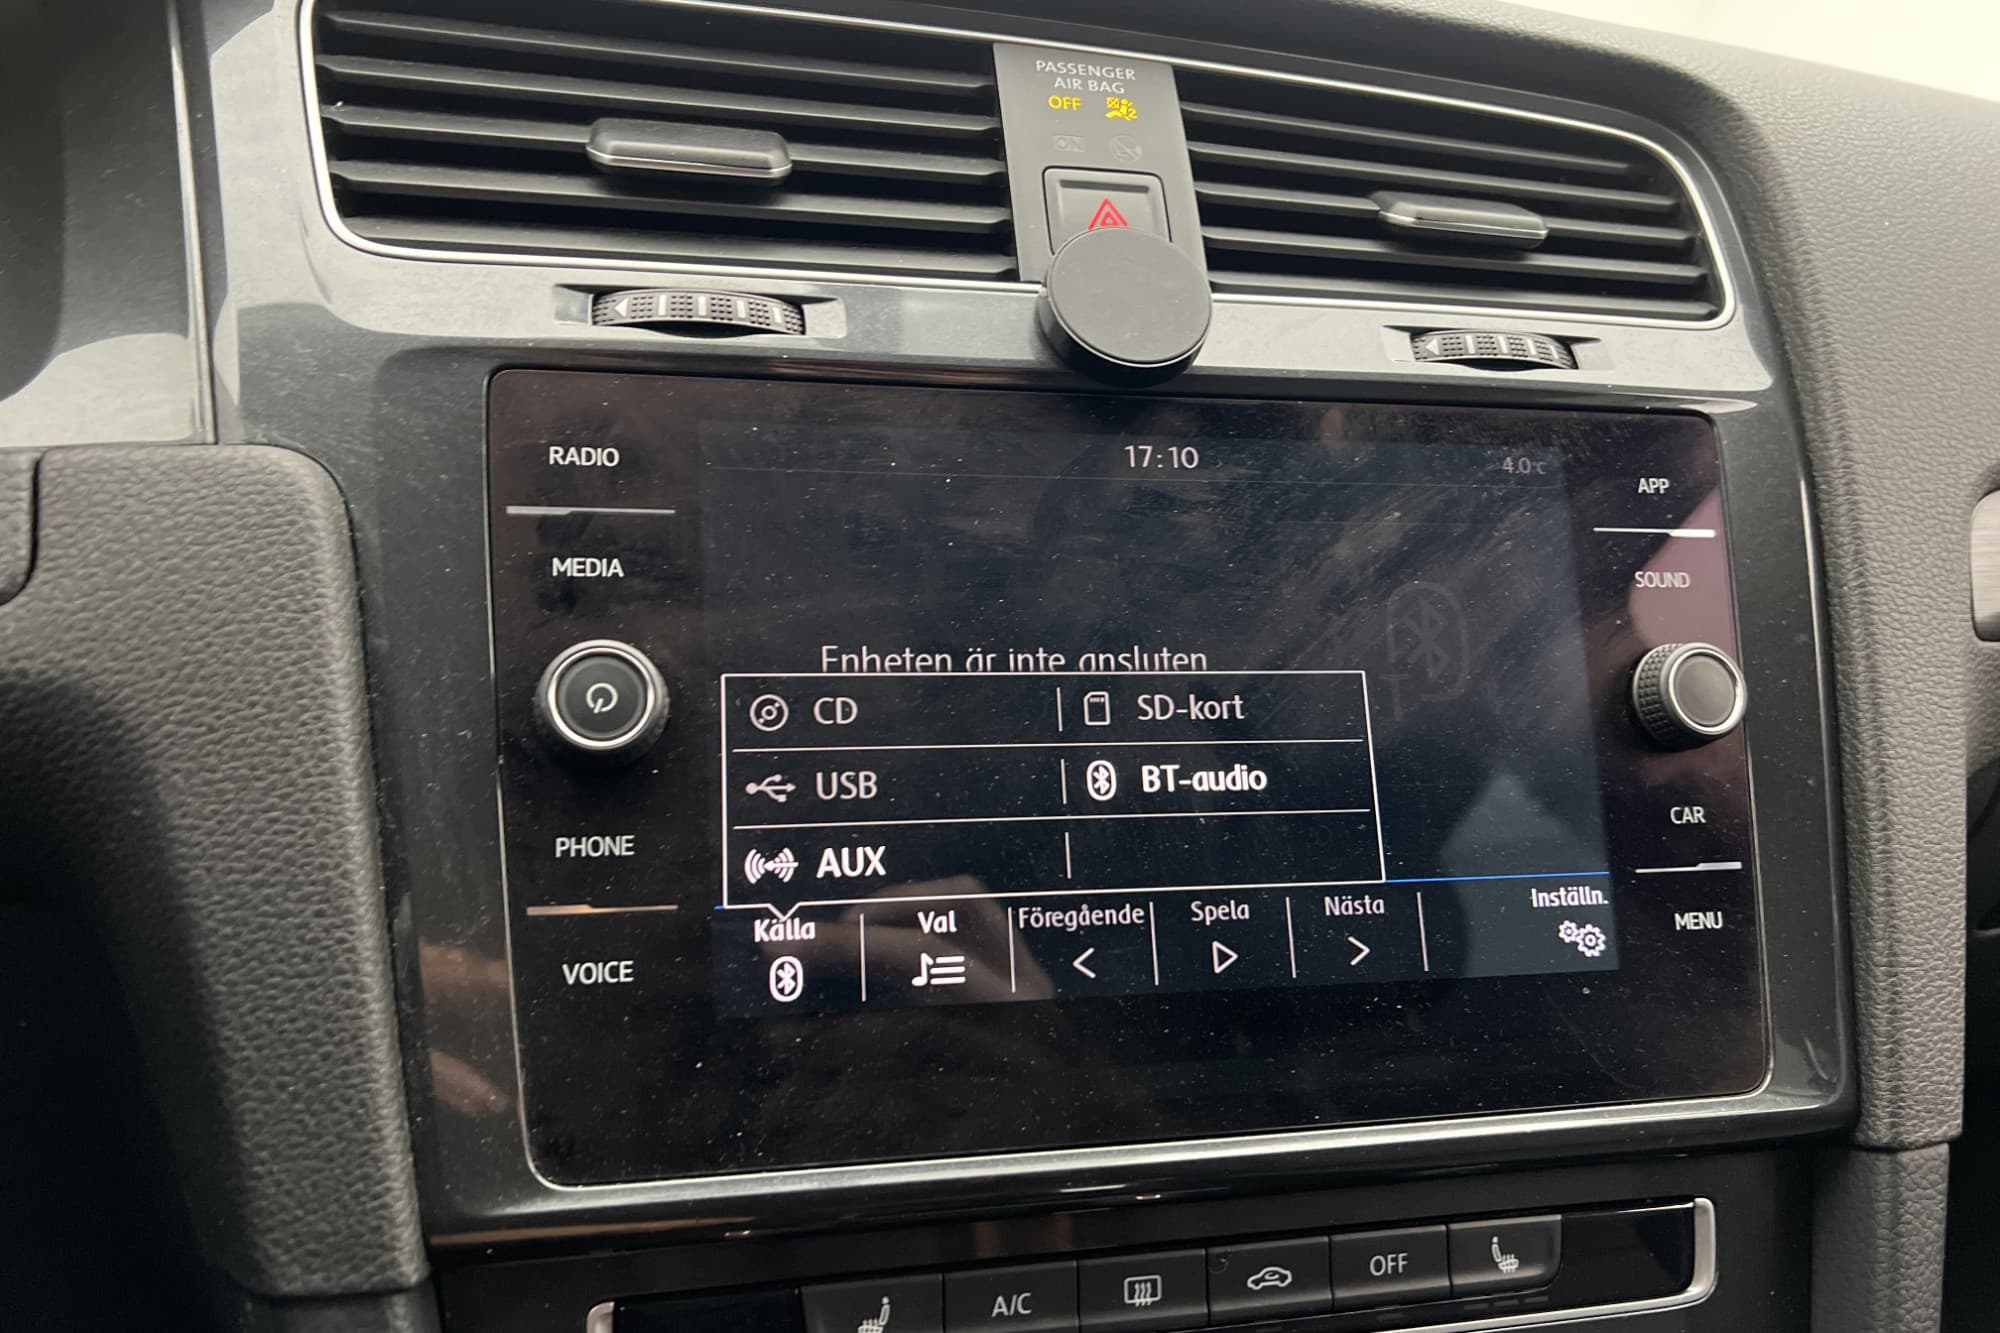 PASSENGER
AIR BAG
OFF
ON
RADIO
MEDIA
PHONE
VOICE
17:10
4.0°C
Enheten är inte ansluten
CD
SD-kort
USB
BT-audio
AUX
Källa
Val
Föregående
Spela
Nästa
Inställn.
APP
SOUND
CAR
MENU
A/C
OFF